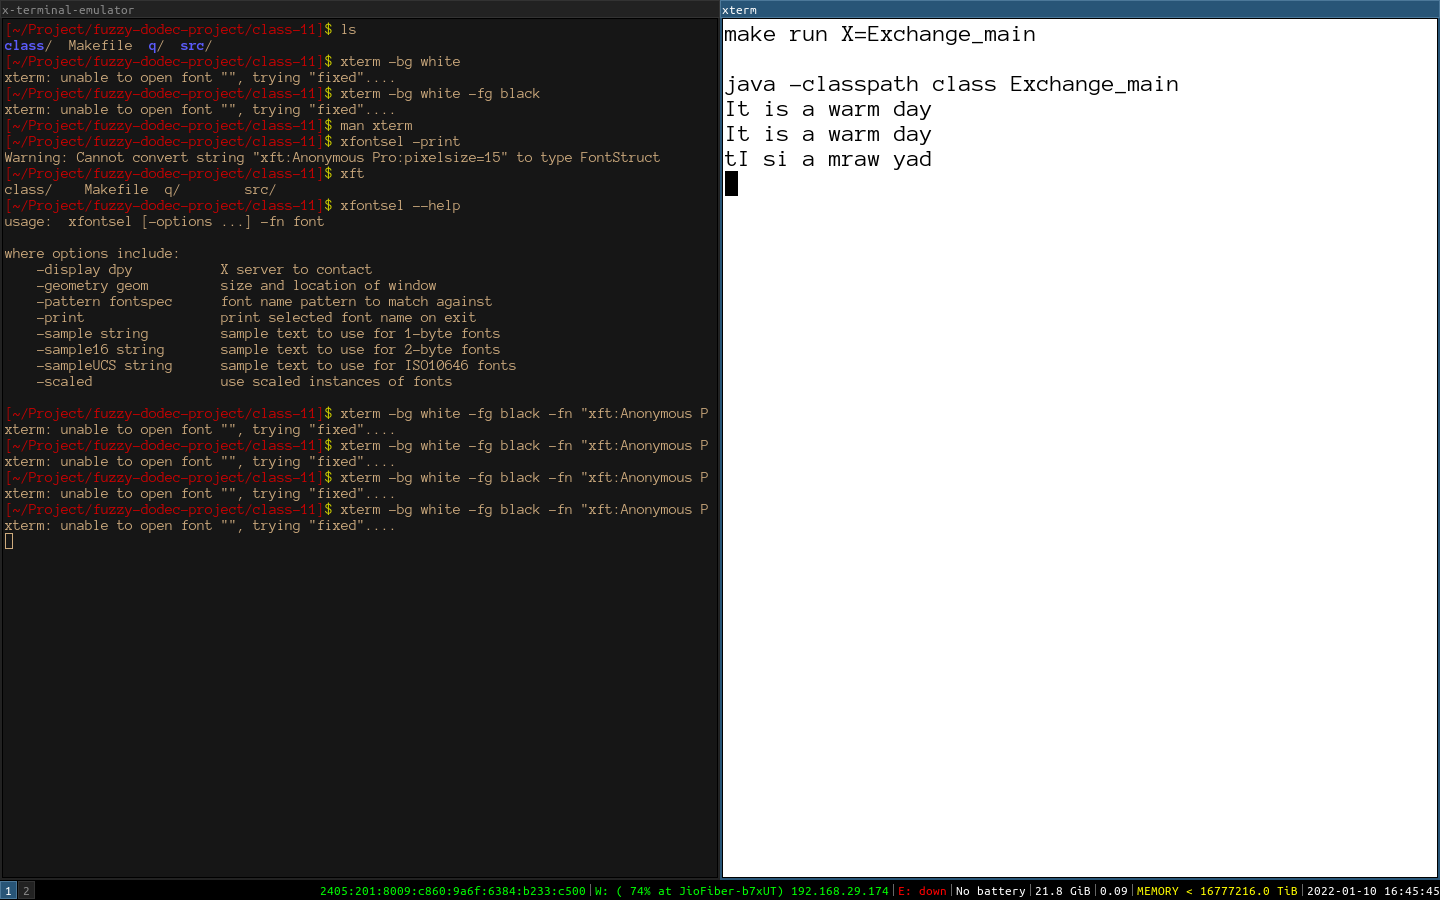 x-terminal-emulator
[~/Project/fuzzy-dodec-project/class-11]$ ls
class/  Makefile  q/  src/
[~/Project/fuzzy-dodec-project/class-11]$ xterm -bg white
xterm: unable to open font "", trying "fixed"....
[~/Project/fuzzy-dodec-project/class-11]$ xterm -bg white -fg black
xterm: unable to open font "", trying "fixed"....
[~/Project/fuzzy-dodec-project/class-11]$ man xterm
[~/Project/fuzzy-dodec-project/class-11]$ xfontsel -print
Warning: Cannot convert string "xft:Anonymous Pro:pixelsize=15" to type FontStruct
[~/Project/fuzzy-dodec-project/class-11]$ xft
class/    Makefile  q/        src/
[~/Project/fuzzy-dodec-project/class-11]$ xfontsel --help
usage:  xfontsel [-options ...] -fn font
where options include:
    -display dpy           X server to contact
    -geometry geom         size and location of window
    -pattern fontspec      font name pattern to match against
    -print                 print selected font name on exit
    -sample string         sample text to use for 1-byte fonts
    -sample16 string       sample text to use for 2-byte fonts
    -sampleUCS string      sample text to use for ISO10646 fonts
    -scaled                use scaled instances of fonts
[~/Project/fuzzy-dodec-project/class-11]$ xterm -bg white -fg black -fn "xft:Anonymous P
xterm: unable to open font "", trying "fixed"....
[~/Project/fuzzy-dodec-project/class-11]$ xterm -bg white -fg black -fn "xft:Anonymous P
xterm: unable to open font "", trying "fixed"....
[~/Project/fuzzy-dodec-project/class-11]$ xterm -bg white -fg black -fn "xft:Anonymous P
xterm: unable to open font "", trying "fixed"....
[~/Project/fuzzy-dodec-project/class-11]$ xterm -bg white -fg black -fn "xft:Anonymous P
xterm: unable to open font "", trying "fixed"....
xterm
make run X=Exchange_main
java -classpath class Exchange_main
It is a warm day
It is a warm day
tI si a mraw yad
1 2 2405:201:8009:c860:9a6f:6384:b233:c500|W: ( 74% at JioFiber-b7xUT) 192.168.29.174|E: down|No battery|21.8 GiB|0.09|MEMORY < 16777216.0 TiB|2022-01-10 16:45:45